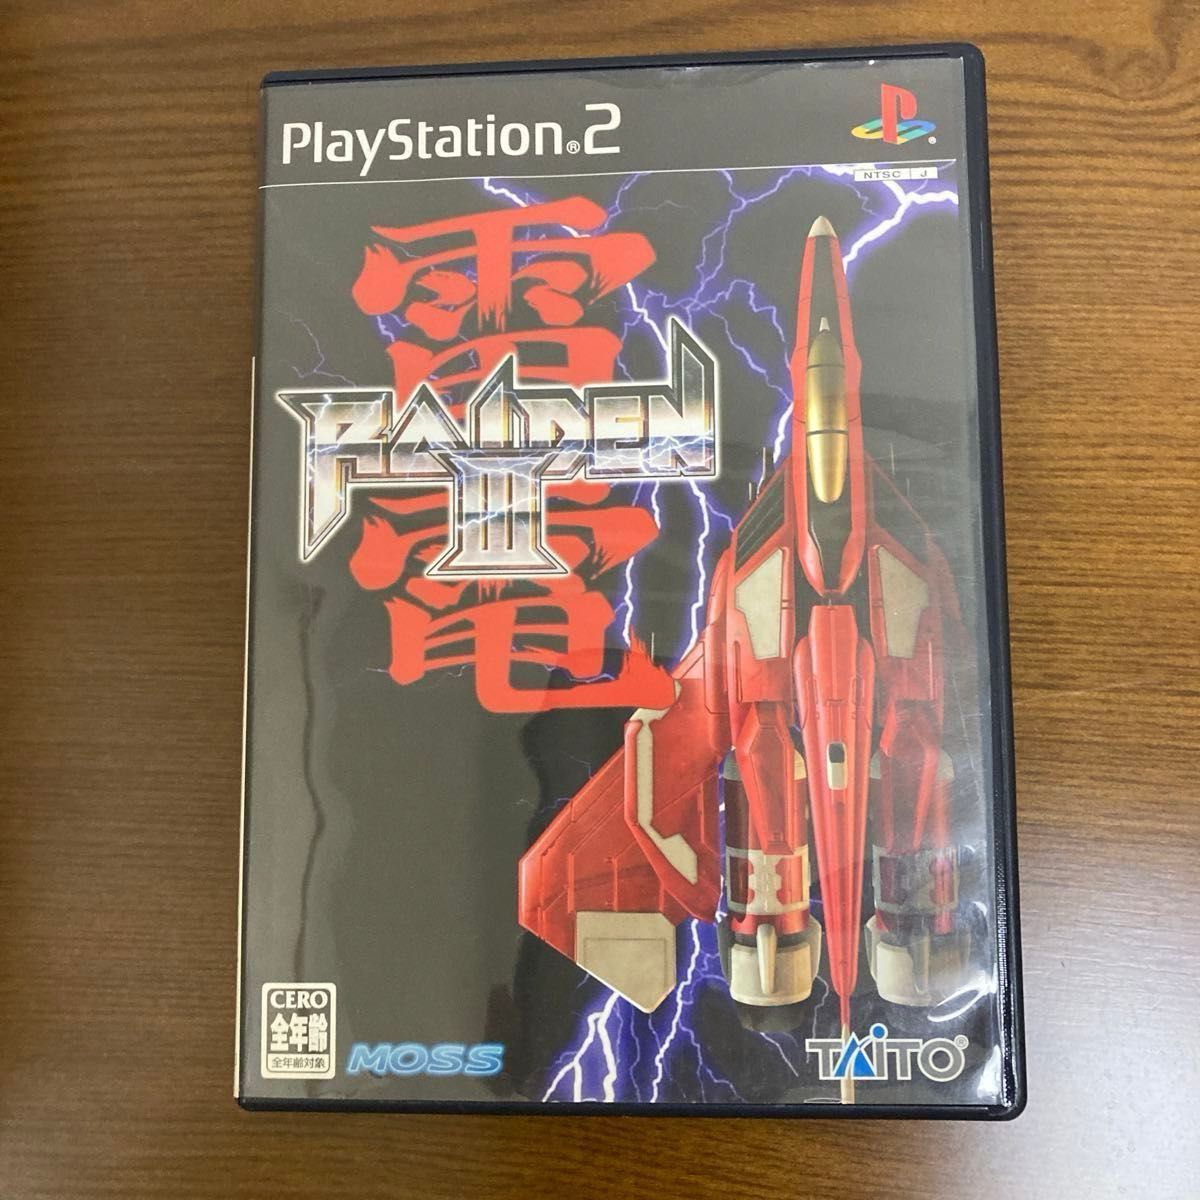 PlayStation®2
NTSC J
雷電
RAIDEN III
CERO
全年齢
全年齢対象
MOSS
TAITO®